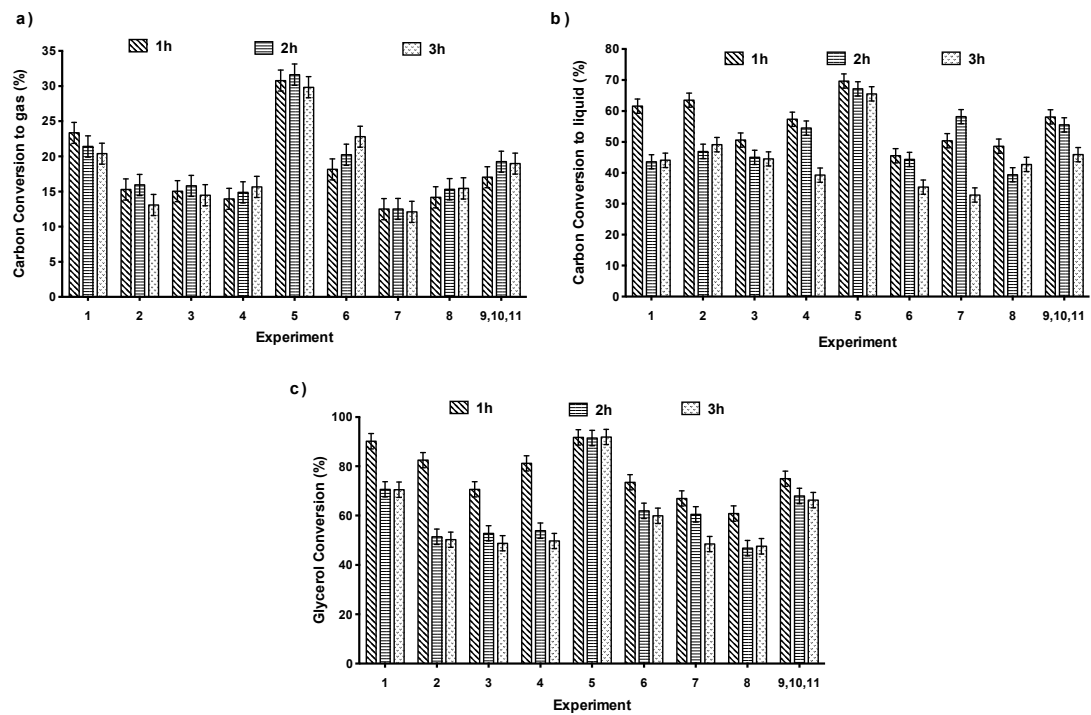 a)
1h 2h 3h
Carbon Conversion to gas (%)
35
30
25
20
15
10
5
0
1 2 3 4 5 6 7 8 9,10,11
Experiment
b)
1h 2h 3h
Carbon Conversion to liquid (%)
80
70
60
50
40
30
20
10
0
1 2 3 4 5 6 7 8 9,10,11
Experiment
c)
1h 2h 3h
Glycerol Conversion (%)
100
80
60
40
20
0
1 2 3 4 5 6 7 8 9,10,11
Experiment